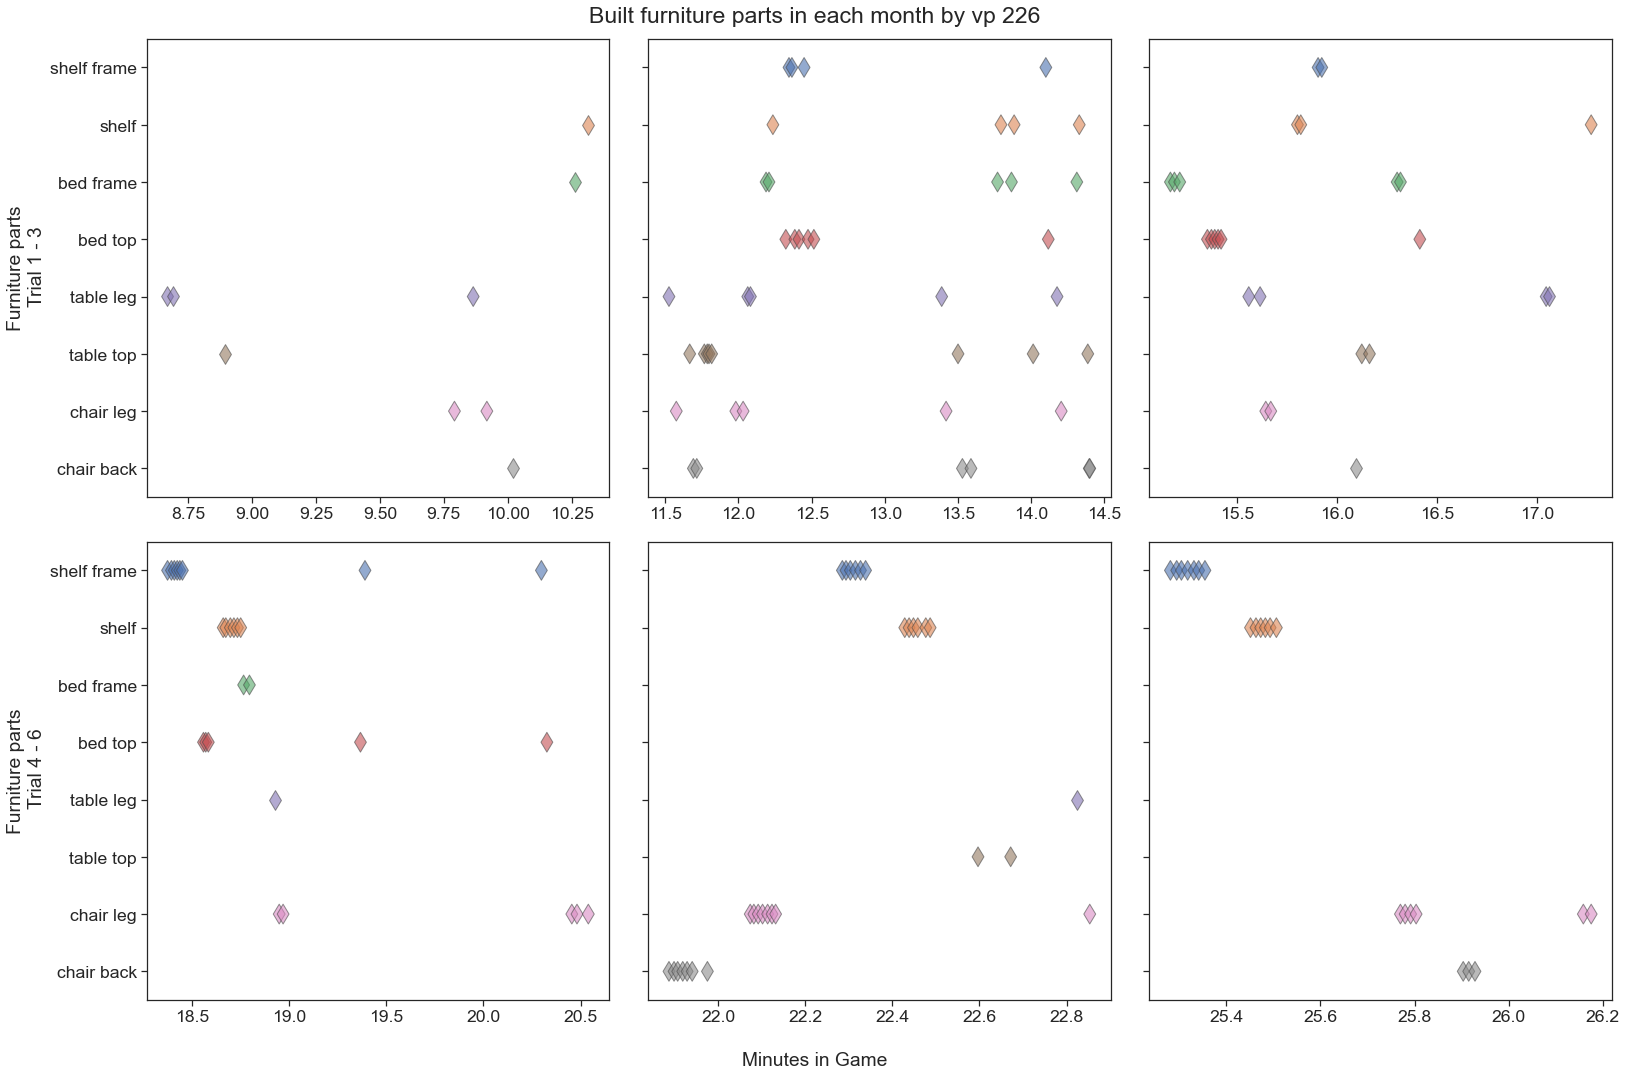 Built furniture parts in each month by vp 226
Furniture parts
Trial 1 - 3
shelf frame
shelf
bed frame
bed top
table leg
table top
chair leg
chair back
8.75 9.00 9.25 9.50 9.75 10.00 10.25
11.5 12.0 12.5 13.0 13.5 14.0 14.5
15.5 16.0 16.5 17.0
Furniture parts
Trial 4 - 6
shelf frame
shelf
bed frame
bed top
table leg
table top
chair leg
chair back
18.5 19.0 19.5 20.0 20.5
22.0 22.2 22.4 22.6 22.8
25.4 25.6 25.8 26.0 26.2
Minutes in Game